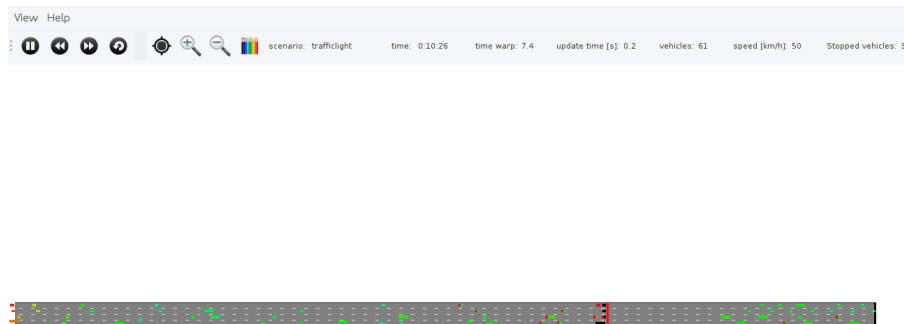 View Help
scenario: trafficlight time: 0:10:26 time warp: 7.4 update time [s]: 0.2 vehicles: 61 speed [km/h]: 50 Stopped vehicles: 3